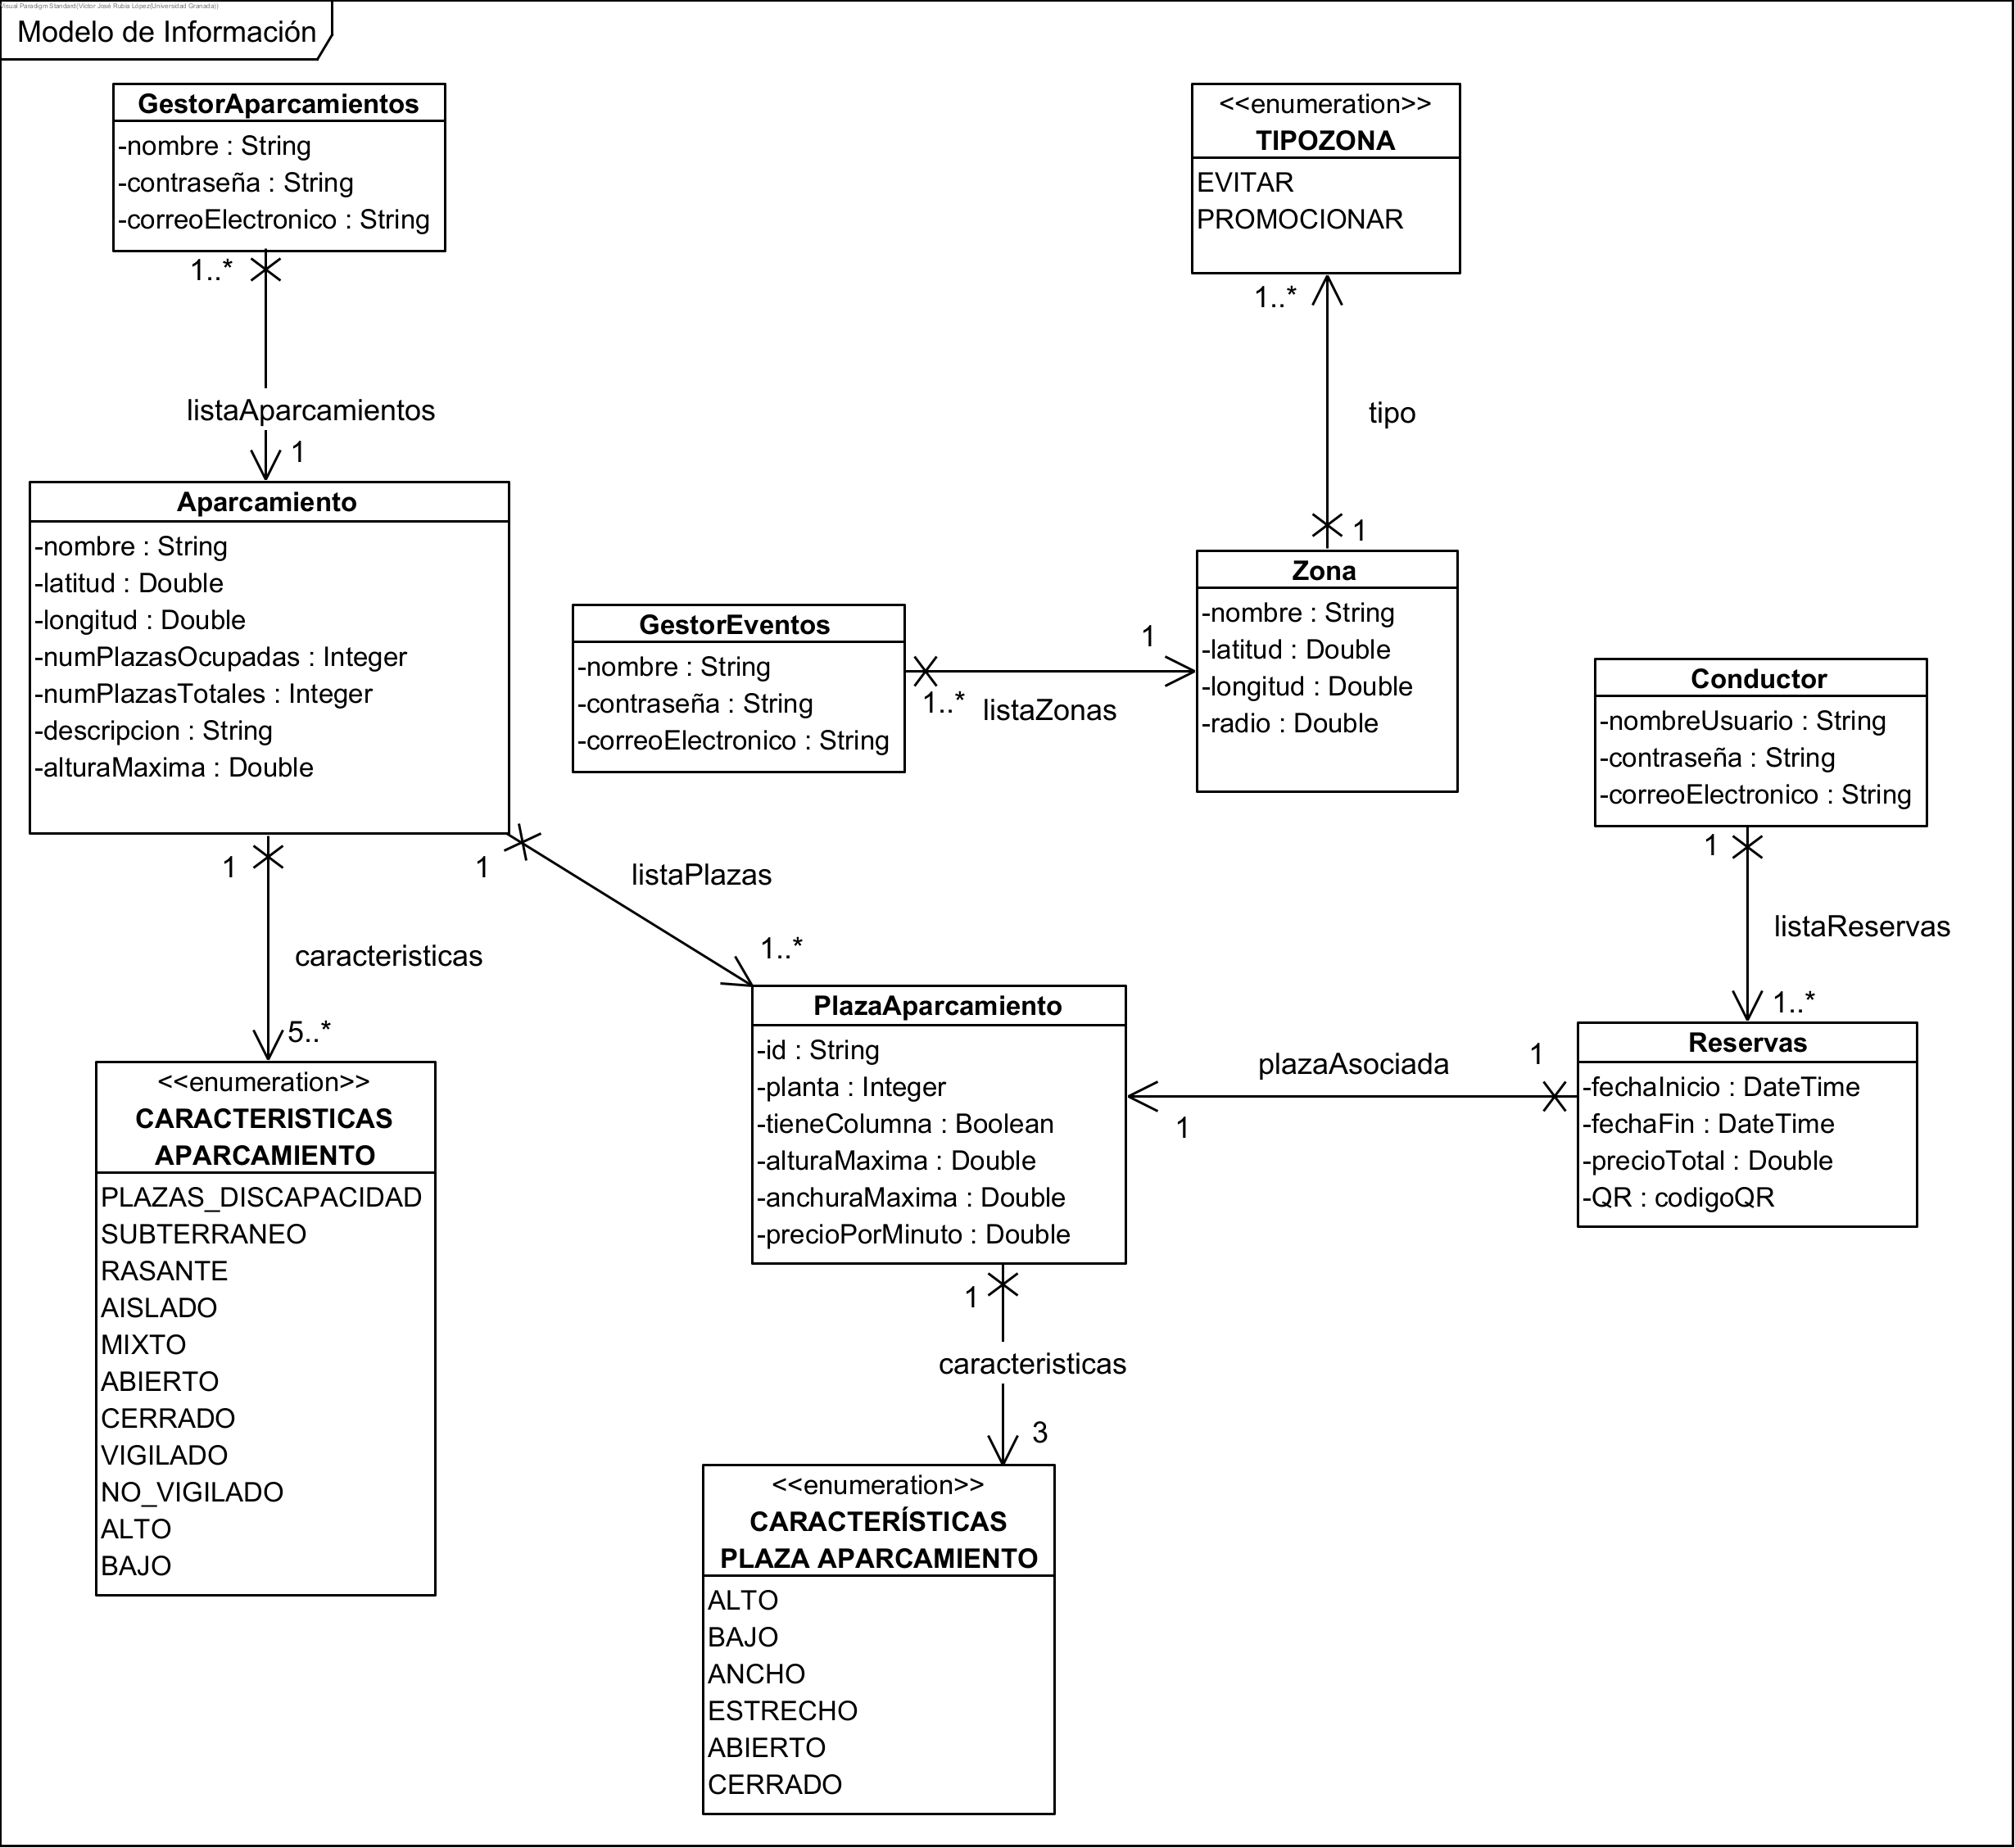 Visual Paradigm Standard(Víctor José Rubia López(Universidad Granada))
Modelo de Información
GestorAparcamientos
-nombre : String
-contraseña : String
-correoElectronico : String
1..*
listaAparcamientos
1
<<enumeration>>
TIPOZONA
EVITAR
PROMOCIONAR
1..*
tipo
1
Aparcamiento
-nombre : String
-latitud : Double
-longitud : Double
-numPlazasOcupadas : Integer
-numPlazasTotales : Integer
-descripcion : String
-alturaMaxima : Double
GestorEventos
-nombre : String
-contraseña : String
-correoElectronico : String
1..*
listaZonas
1
Zona
-nombre : String
-latitud : Double
-longitud : Double
-radio : Double
Conductor
-nombreUsuario : String
-contraseña : String
-correoElectronico : String
1
listaReservas
1..*
1
caracteristicas
5..*
1
listaPlazas
1..*
PlazaAparcamiento
-id : String
-planta : Integer
-tieneColumna : Boolean
-alturaMaxima : Double
-anchuraMaxima : Double
-precioPorMinuto : Double
plazaAsociada
1
1
Reservas
-fechaInicio : DateTime
-fechaFin : DateTime
-precioTotal : Double
-QR : codigoQR
<<enumeration>>
CARACTERISTICAS
APARCAMIENTO
PLAZAS_DISCAPACIDAD
SUBTERRANEO
RASANTE
AISLADO
MIXTO
ABIERTO
CERRADO
VIGILADO
NO_VIGILADO
ALTO
BAJO
1
caracteristicas
3
<<enumeration>>
CARACTERÍSTICAS
PLAZA APARCAMIENTO
ALTO
BAJO
ANCHO
ESTRECHO
ABIERTO
CERRADO